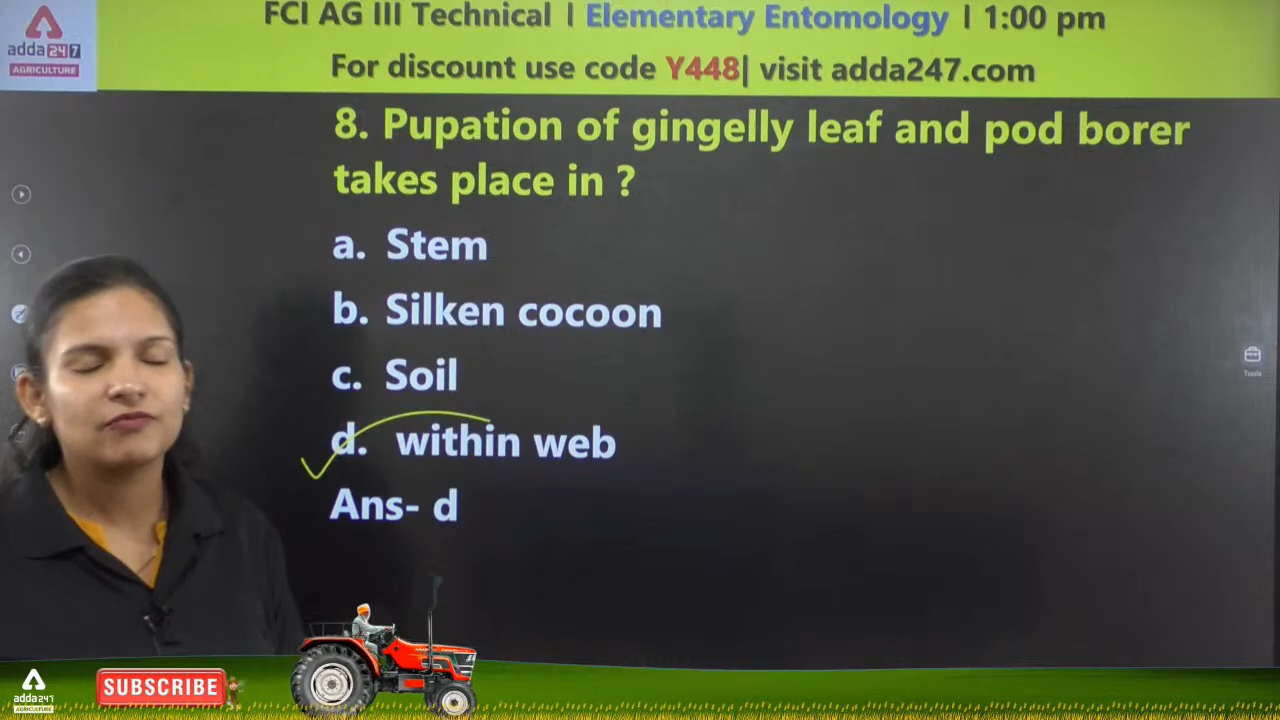 FCI AG III Technical I Elementary Entomology I 1:00 pm
adda247
AGRICULTURE
For discount use code Y448| visit adda247.com
8. Pupation of gingelly leaf and pod borer
takes place in ?
a. Stem
b. Silken cocoon
c. Soil
d. within web
Ans- d
Tools
adda247
AGRICULTURE
SUBSCRIBE